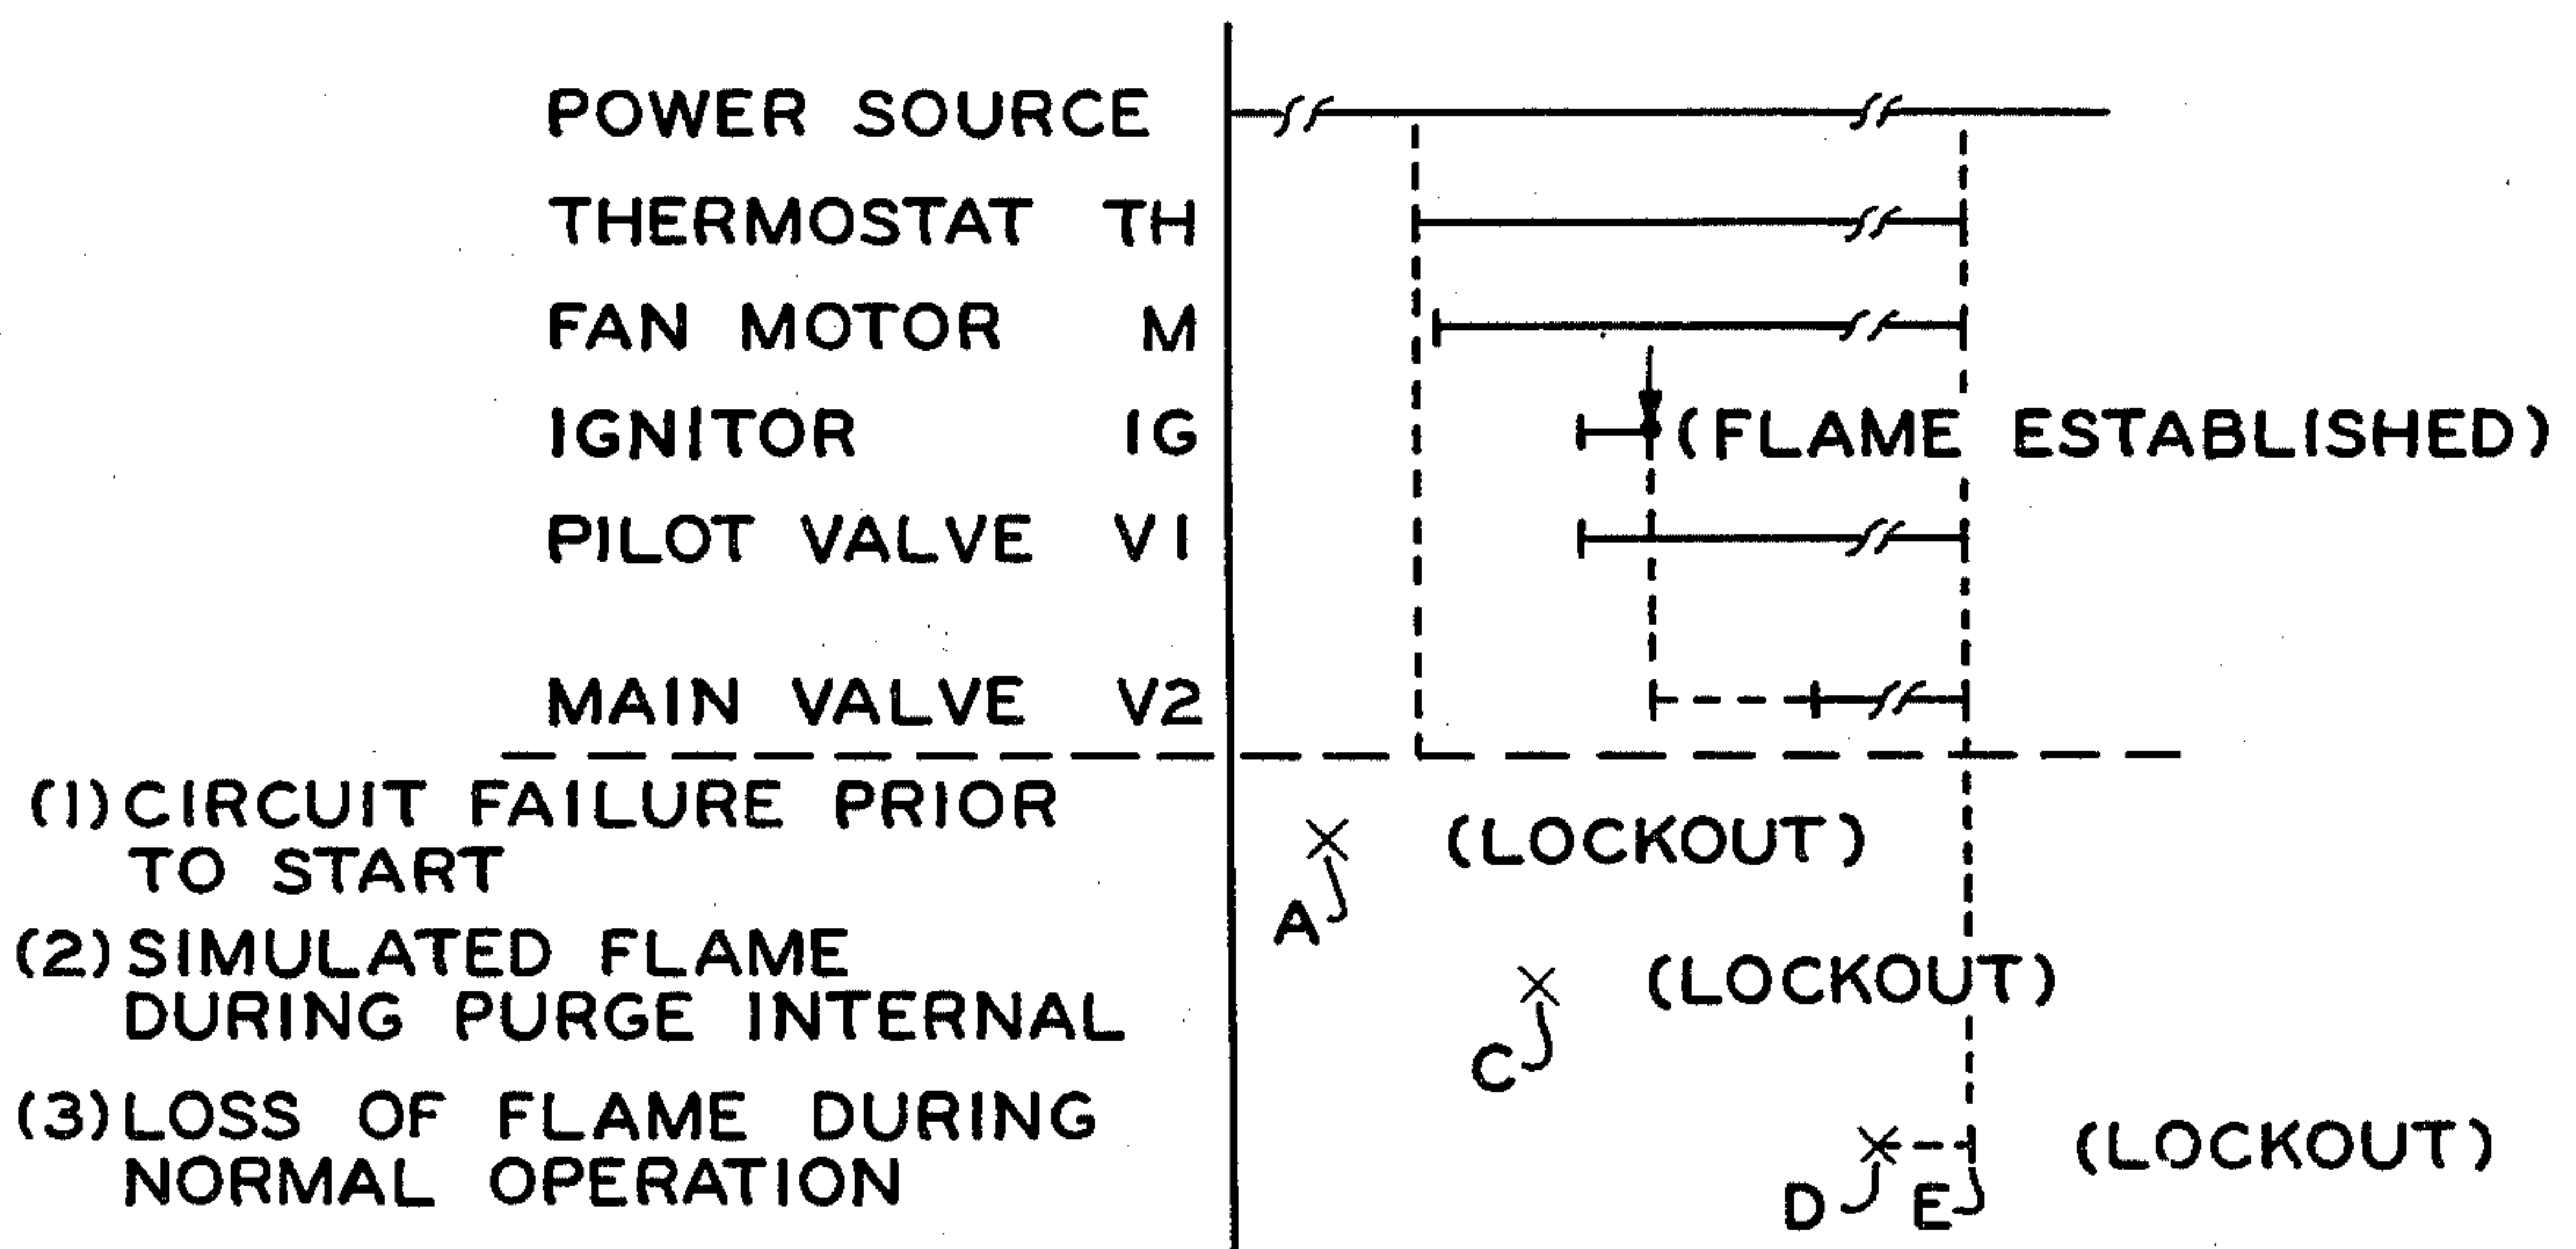 POWER SOURCE
THERMOSTAT TH
FAN MOTOR M
IGNITOR IG (FLAME ESTABLISHED)
PILOT VALVE V1
MAIN VALVE V2
(1) CIRCUIT FAILURE PRIOR
TO START
(LOCKOUT)
A
(2) SIMULATED FLAME
DURING PURGE INTERNAL
(LOCKOUT)
C
(3) LOSS OF FLAME DURING
NORMAL OPERATION
(LOCKOUT)
D E